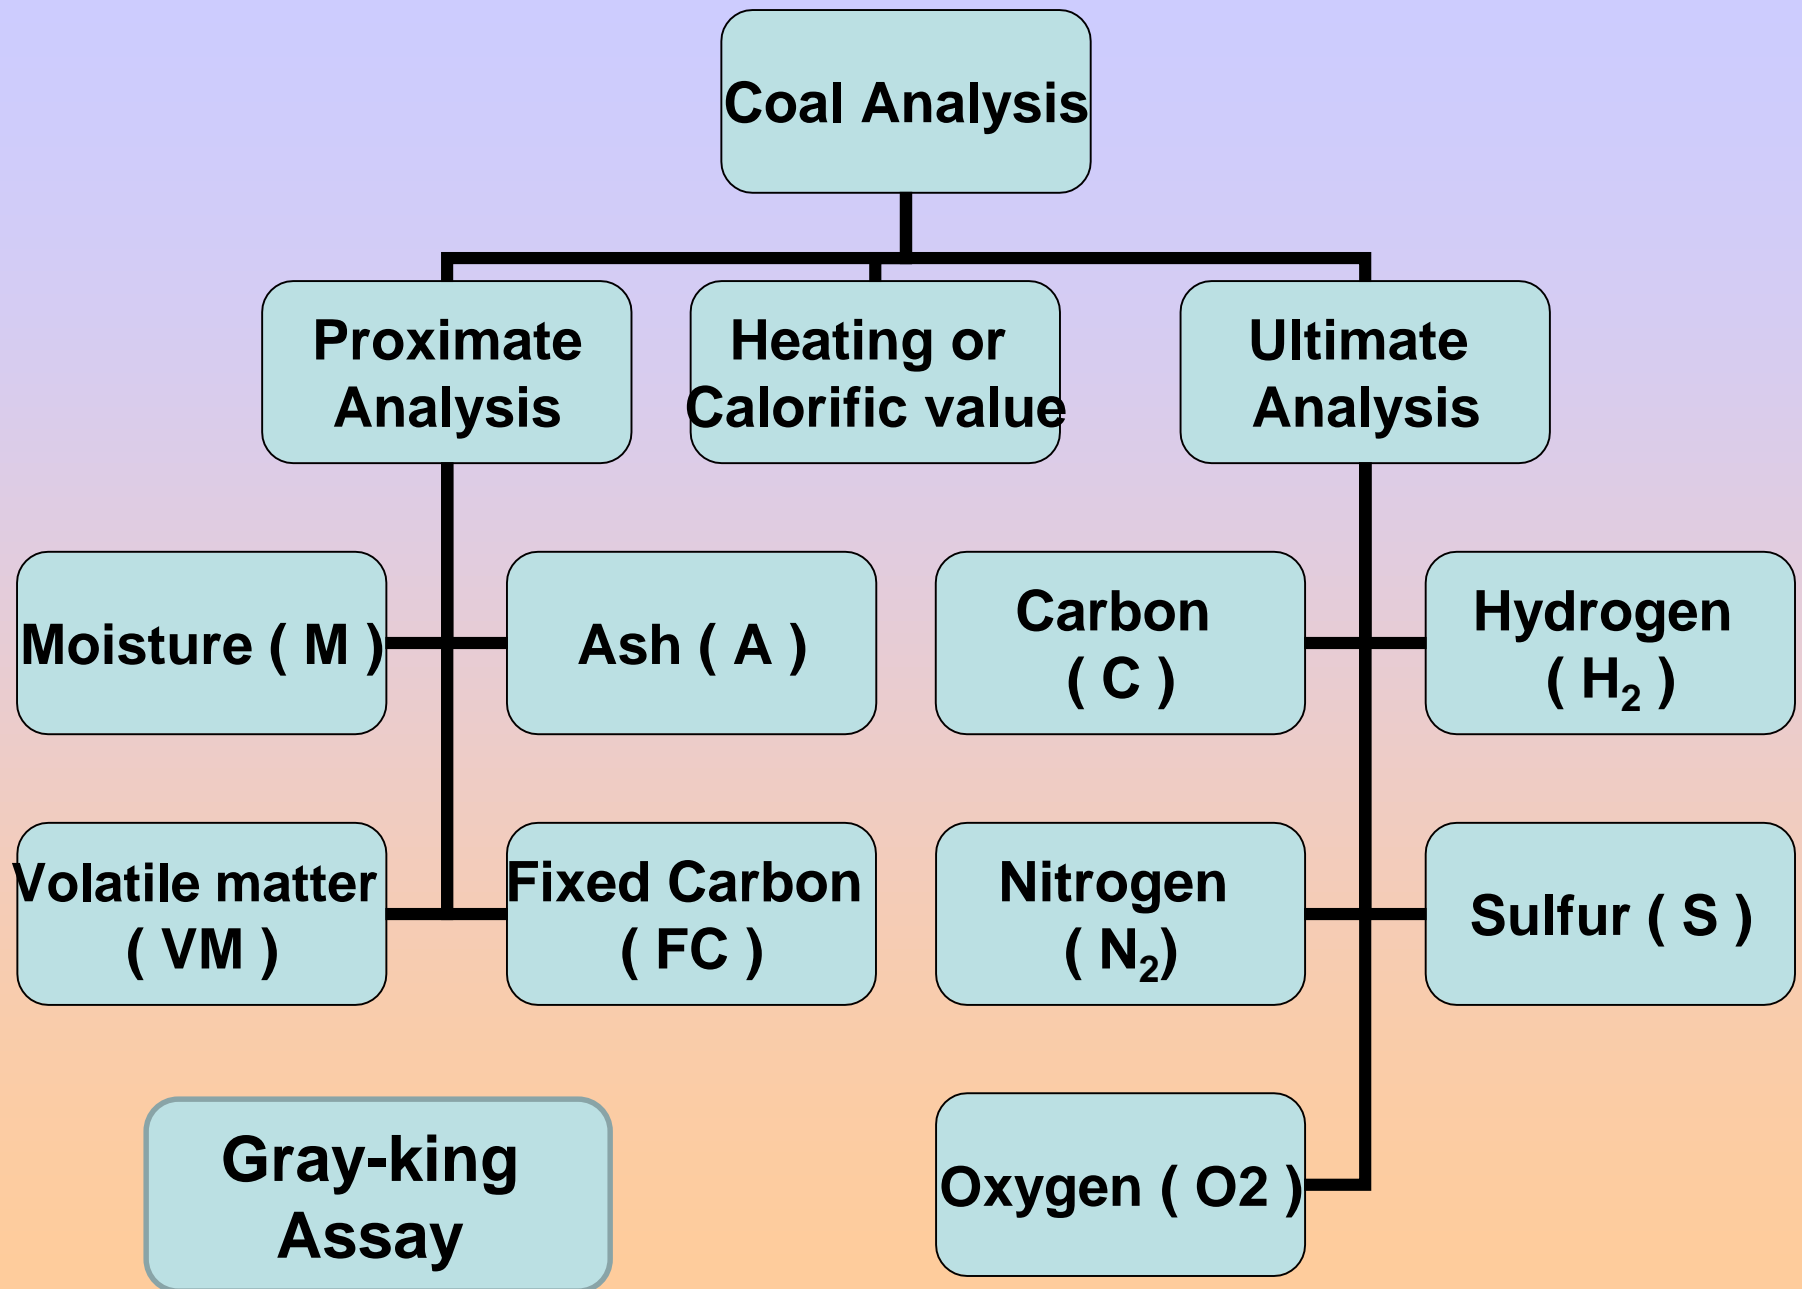 Coal Analysis
Proximate
Analysis
Heating or
Calorific value
Ultimate
Analysis
Moisture ( M )
Ash ( A )
Carbon
( C )
Hydrogen
( H₂ )
Volatile matter
( VM )
Fixed Carbon
( FC )
Nitrogen
( N₂)
Sulfur ( S )
Gray-king
Assay
Oxygen ( O2 )